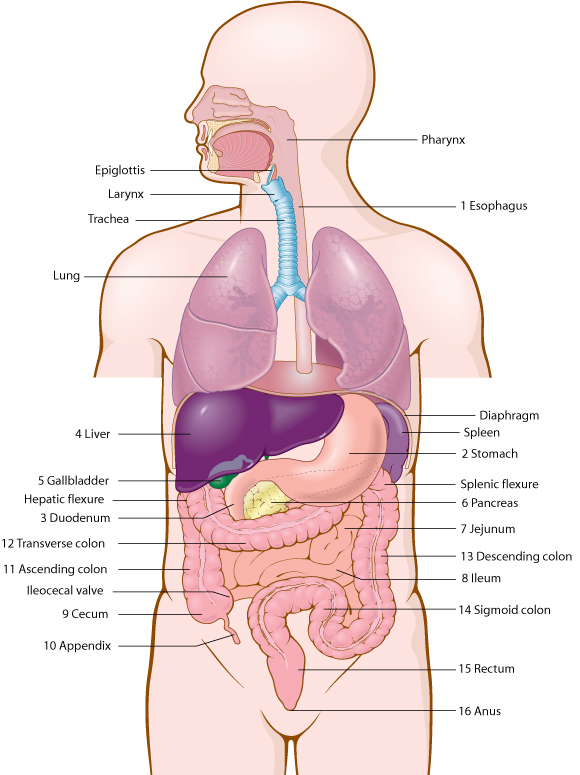 Pharynx
Epiglottis
Larynx
1 Esophagus
Trachea
Lung
Diaphragm
4 Liver
Spleen
2 Stomach
5 Gallbladder
Splenic flexure
Hepatic flexure
6 Pancreas
3 Duodenum
7 Jejunum
12 Transverse colon
13 Descending colon
11 Ascending colon
8 Ileum
Ileocecal valve
14 Sigmoid colon
9 Cecum
10 Appendix
15 Rectum
16 Anus